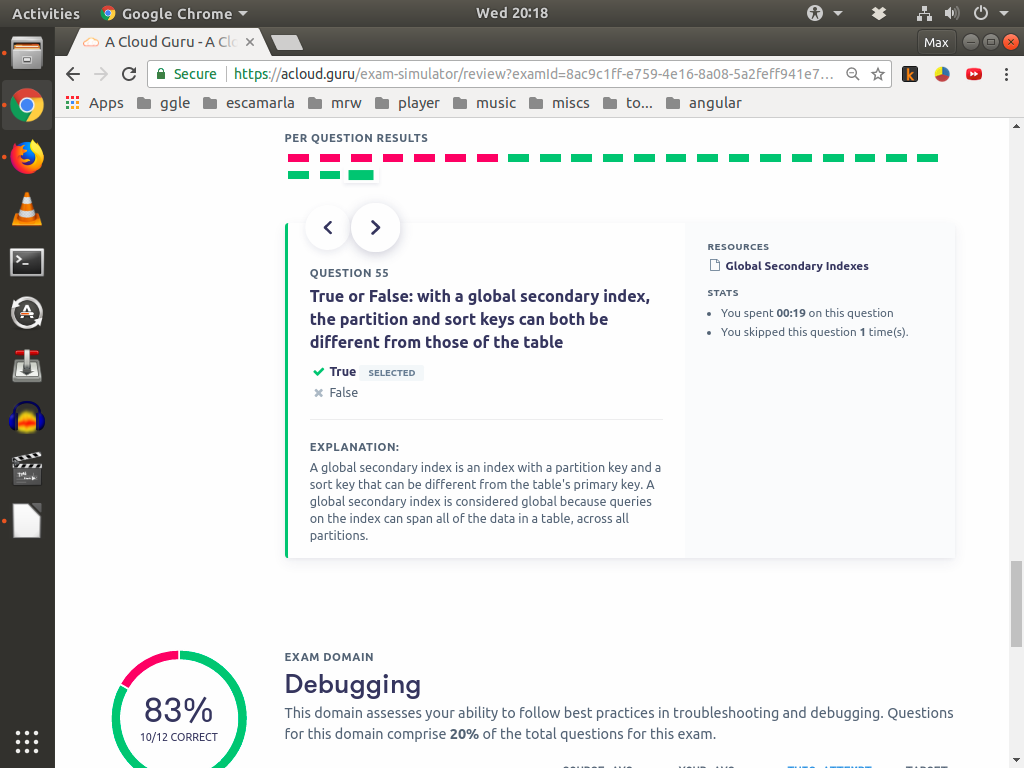 Activities Google Chrome Wed 20:18
A Cloud Guru - A Clo Max
Secure https://acloud.guru/exam-simulator/review?examId=8ac9c1ff-e759-4e16-8a08-5a2feff941e7...
Apps ggle escamarla mrw player music miscs to... angular
PER QUESTION RESULTS
QUESTION 55
True or False: with a global secondary index,
the partition and sort keys can both be
different from those of the table
True SELECTED
False
EXPLANATION:
A global secondary index is an index with a partition key and a
sort key that can be different from the table's primary key. A
global secondary index is considered global because queries
on the index can span all of the data in a table, across all
partitions.
RESOURCES
Global Secondary Indexes
STATS
You spent 00:19 on this question
You skipped this question 1 time(s).
83%
10/12 CORRECT
EXAM DOMAIN
Debugging
This domain assesses your ability to follow best practices in troubleshooting and debugging. Questions
for this domain comprise 20% of the total questions for this exam.